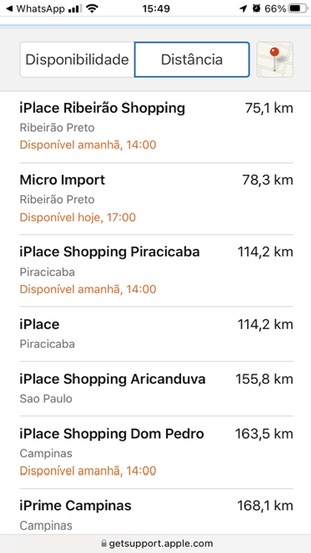 WhatsApp
15:49
66%
Disponibilidade
Distância
iPlace Ribeirão Shopping 75,1 km
Ribeirão Preto
Disponível amanhã, 14:00
Micro Import 78,3 km
Ribeirão Preto
Disponível hoje, 17:00
iPlace Shopping Piracicaba 114,2 km
Piracicaba
Disponível amanhã, 14:00
iPlace 114,2 km
Piracicaba
iPlace Shopping Aricanduva 155,8 km
Sao Paulo
iPlace Shopping Dom Pedro 163,5 km
Campinas
Disponível amanhã, 14:00
iPrime Campinas 168,1 km
Campinas
getsupport.apple.com